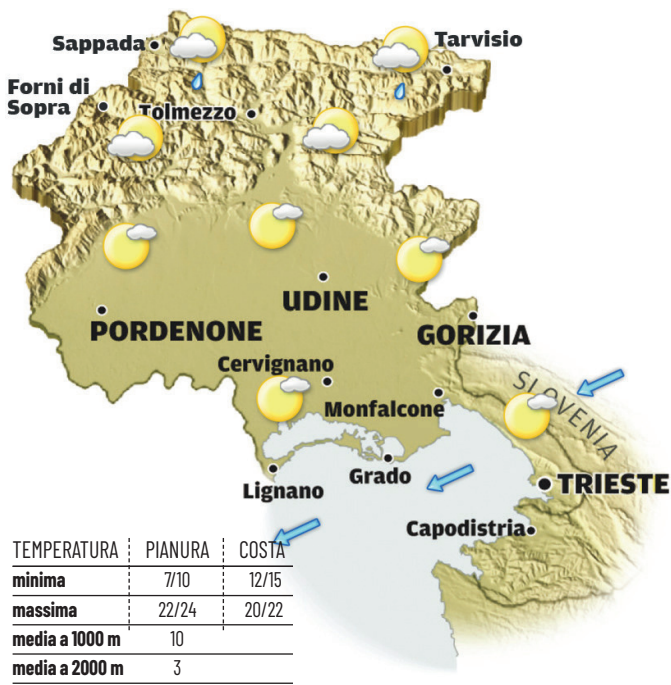 Sappada
Tarvisio
Forni di
Sopra
Tolmezzo
UDINE
PORDENONE
GORIZIA
Cervignano
SLOVENIA
Monfalcone
Grado
TRIESTE
Lignano
Capodistria
TEMPERATURA PIANURA COSTA
minima 7/10 12/15
massima 22/24 20/22
media a 1000 m 10
media a 2000 m 3